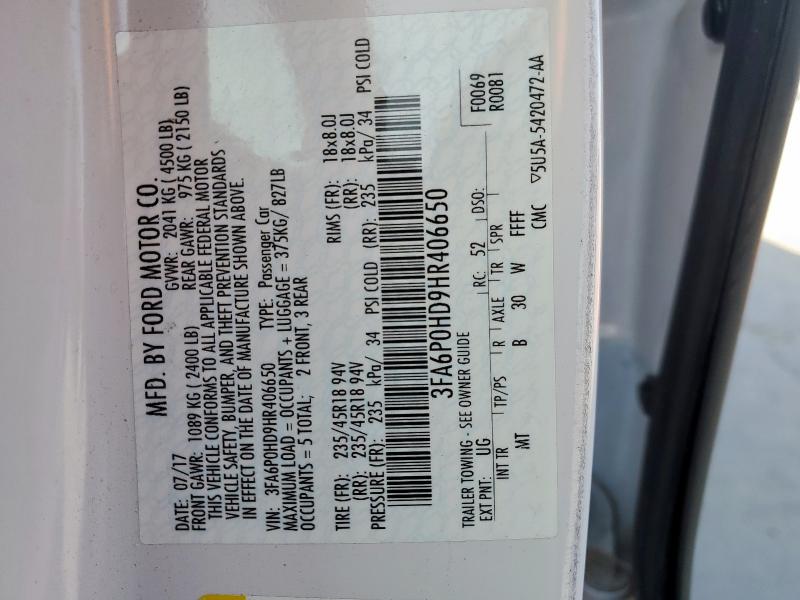 MFD. BY FORD MOTOR CO.
DATE: 07/17 GVWR: 2041 KG ( 4500 LB)
FRONT GAWR: 1089 KG (2400 LB) REAR GAWR: 975 KG ( 2150 LB)
THIS VEHICLE CONFORMS TO ALL APPLICABLE FEDERAL MOTOR
VEHICLE SAFETY, BUMPER, AND THEFT PREVENTION STANDARDS
IN EFFECT ON THE DATE OF MANUFACTURE SHOWN ABOVE.
VIN: 3FA6P0HD9HR406650 TYPE: Passenger Car
MAXIMUM LOAD = OCCUPANTS + LUGGAGE = 375KG/ 827LB
OCCUPANTS = 5 TOTAL; 2 FRONT, 3 REAR
TIRE (FR): 235/45R18 94V RIMS (FR): 18x8.0J
(RR): 235/45R18 94V (RR): 18x8.0J
PRESSURE (FR): 235 kPa/ 34 PSI COLD (RR): 235 kPa/ 34 PSI COLD
3FA6P0HD9HR406650
TRAILER TOWING - SEE OWNER GUIDE F0069
EXT PNT: UG RC: 52 DSO: R0081
INT TR TP/PS R AXLE TR SPR
MT B 30 W FFFF
CMC ▽5U5A-5420472-AA